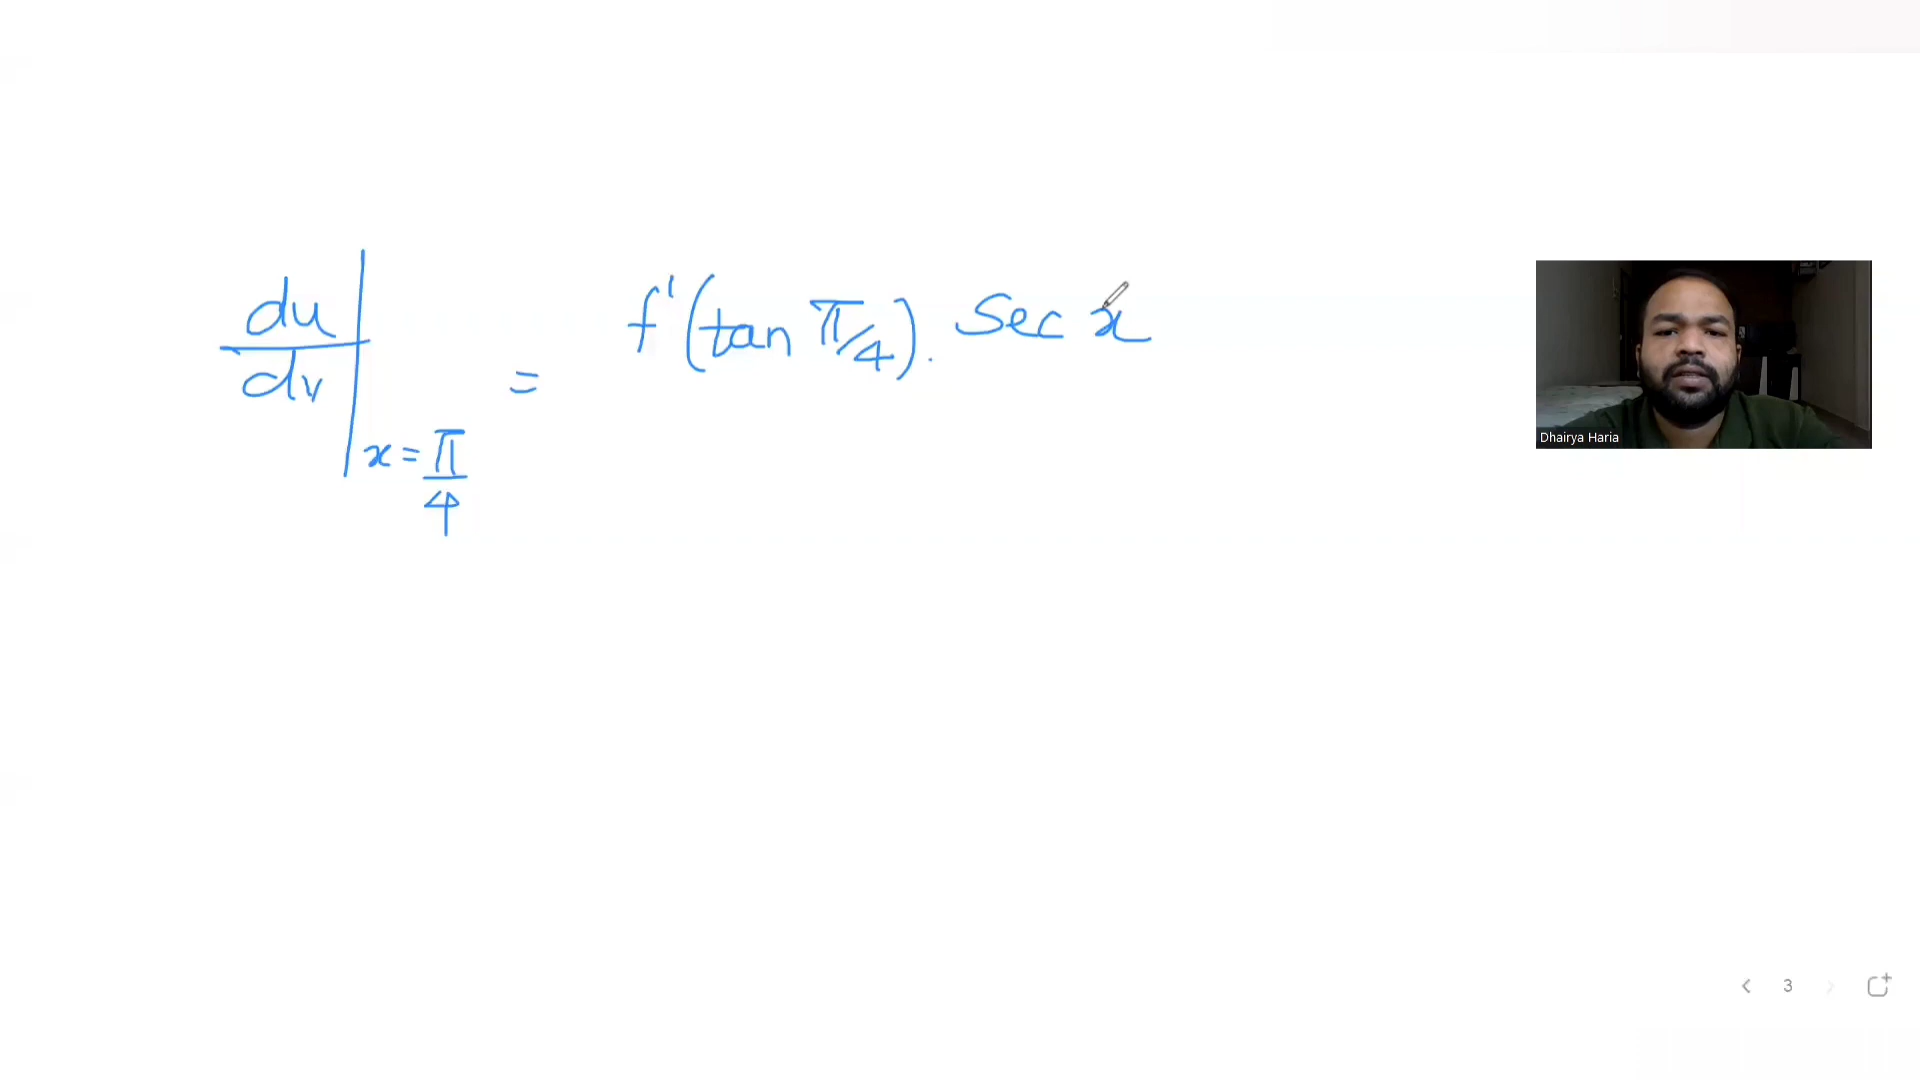 du/dv | x = π/4 = f'(tan π/4). Sec x
Dhairya Haria
3